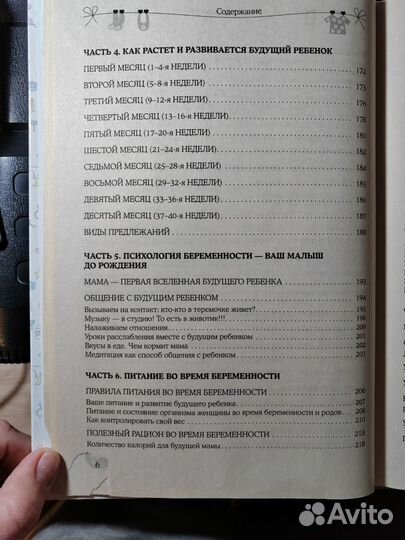 Содержание
ЧАСТЬ 4. КАК РАСТЕТ И РАЗВИВАЕТСЯ БУДУЩИЙ РЕБЕНОК
ПЕРВЫЙ МЕСЯЦ (1–4-я НЕДЕЛИ) 172
ВТОРОЙ МЕСЯЦ (5–8-я НЕДЕЛИ) 173
ТРЕТИЙ МЕСЯЦ (9–12-я НЕДЕЛИ) 176
ЧЕТВЕРТЫЙ МЕСЯЦ (13–16-я НЕДЕЛИ) 178
ПЯТЫЙ МЕСЯЦ (17–20-я НЕДЕЛИ) 180
ШЕСТОЙ МЕСЯЦ (21–24-я НЕДЕЛИ) 182
СЕДЬМОЙ МЕСЯЦ (25–28-я НЕДЕЛИ) 184
ВОСЬМОЙ МЕСЯЦ (29–32-я НЕДЕЛИ) 185
ДЕВЯТЫЙ МЕСЯЦ (33–36-я НЕДЕЛИ) 186
ДЕСЯТЫЙ МЕСЯЦ (37–40-я НЕДЕЛИ) 187
ВИДЫ ПРЕДЛЕЖАНИЙ 188
ЧАСТЬ 5. ПСИХОЛОГИЯ БЕРЕМЕННОСТИ — ВАШ МАЛЫШ
ДО РОЖДЕНИЯ
МАМА — ПЕРВАЯ ВСЕЛЕННАЯ БУДУЩЕГО РЕБЕНКА 193
ОБЩЕНИЕ С БУДУЩИМ РЕБЕНКОМ 194
Вызываем на контакт: кто-кто в теремочке живет? 195
Музыку — в студию! То есть в животик!!! 196
Налаживаем отношения 200
Уроки расслабления вместе с будущим ребенком 201
Вкусы в еде. Чем кормит мама 202
Медитация как способ общения с ребенком 203
ЧАСТЬ 6. ПИТАНИЕ ВО ВРЕМЯ БЕРЕМЕННОСТИ
ПРАВИЛА ПИТАНИЯ ВО ВРЕМЯ БЕРЕМЕННОСТИ 206
Ваше питание и развитие будущего ребенка 207
Питание и состояние организма женщины во время беременности и родов 208
Как контролировать свой вес 210
ПОЛЕЗНЫЙ РАЦИОН ВО ВРЕМЯ БЕРЕМЕННОСТИ 218
Количество калорий для будущей мамы 218
6
Avito